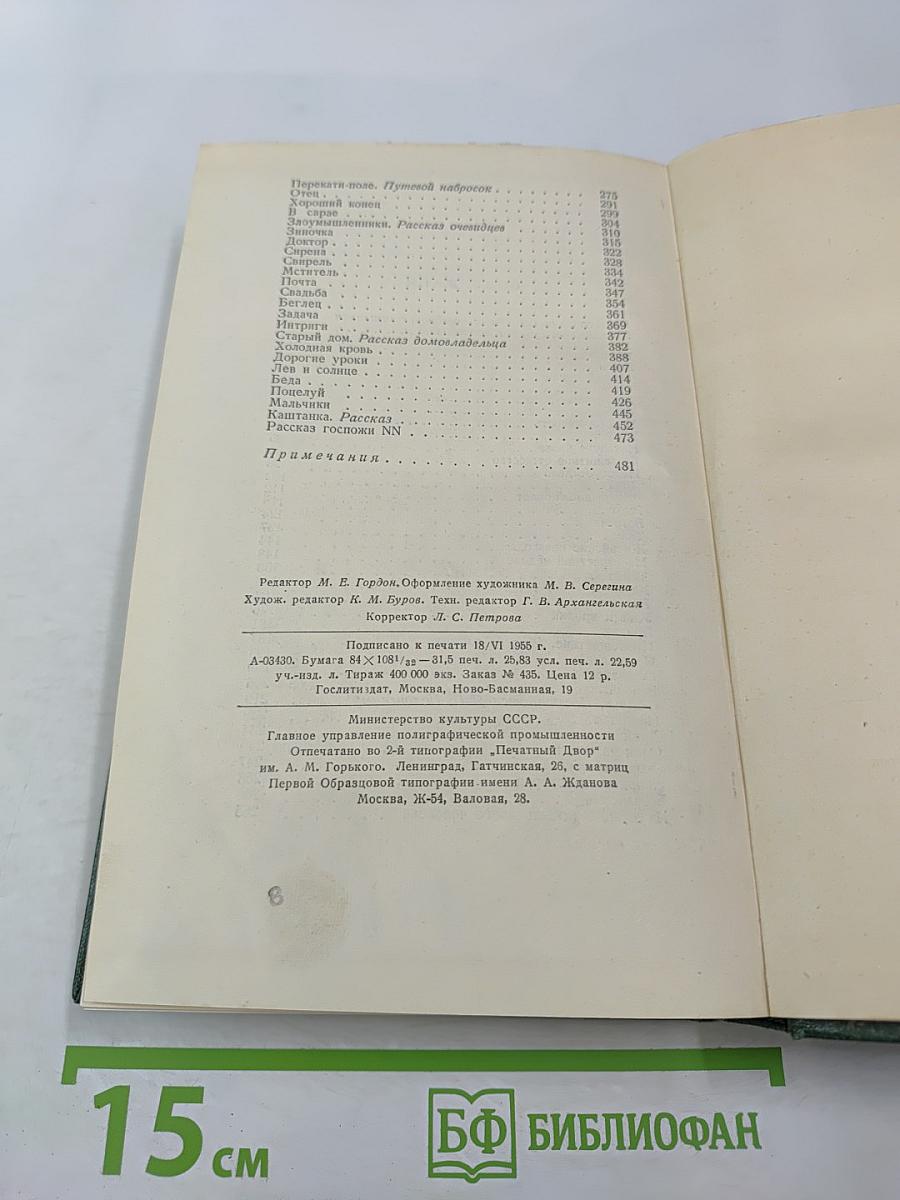 Перекати-поле. Путевой набросок . . . . . . . . 275
Отец . . . . . . . . . . . . . . . . . . 291
Хороший конец . . . . . . . . . . . . . . 299
В сарае . . . . . . . . . . . . . . . . . 304
Злоумышленники. Рассказ очевидцев . . . . . . 310
Зиночка . . . . . . . . . . . . . . . . . 315
Доктор . . . . . . . . . . . . . . . . . 322
Сирена . . . . . . . . . . . . . . . . . 328
Свирель . . . . . . . . . . . . . . . . . 334
Мститель . . . . . . . . . . . . . . . . 342
Почта . . . . . . . . . . . . . . . . . . 347
Свадьба . . . . . . . . . . . . . . . . . 354
Беглец . . . . . . . . . . . . . . . . . 361
Задача . . . . . . . . . . . . . . . . . 369
Интриги . . . . . . . . . . . . . . . . . 377
Старый дом. Рассказ домовладельца . . . . . . 382
Холодная кровь . . . . . . . . . . . . . . 388
Дорогие уроки . . . . . . . . . . . . . . 407
Лев и солнце . . . . . . . . . . . . . . . 414
Беда . . . . . . . . . . . . . . . . . . 419
Поцелуй . . . . . . . . . . . . . . . . . 426
Мальчики . . . . . . . . . . . . . . . . 445
Каштанка. Рассказ . . . . . . . . . . . . . 452
Рассказ госпожи NN . . . . . . . . . . . . 473
Примечания . . . . . . . . . . . . . . . . 481
Редактор М. Е. Гордон. Оформление художника М. В. Серегина
Худож. редактор К. М. Буров. Техн. редактор Г. В. Архангельская
Корректор Л. С. Петрова
Подписано к печати 18/VI 1955 г.
А-03430. Бумага 84×108¹/₃₂—31,5 печ. л. 25,83 усл. печ. л. 22,59
уч.-изд. л. Тираж 400 000 экз. Заказ № 435. Цена 12 р.
Гослитиздат, Москва, Ново-Басманная, 19
Министерство культуры СССР.
Главное управление полиграфической промышленности
Отпечатано во 2-й типографии „Печатный Двор“
им. А. М. Горького. Ленинград, Гатчинская, 26, с матриц
Первой Образцовой типографии имени А. А. Жданова
Москва, Ж-54, Валовая, 28.
15 см
БФ БИБЛИОФАН